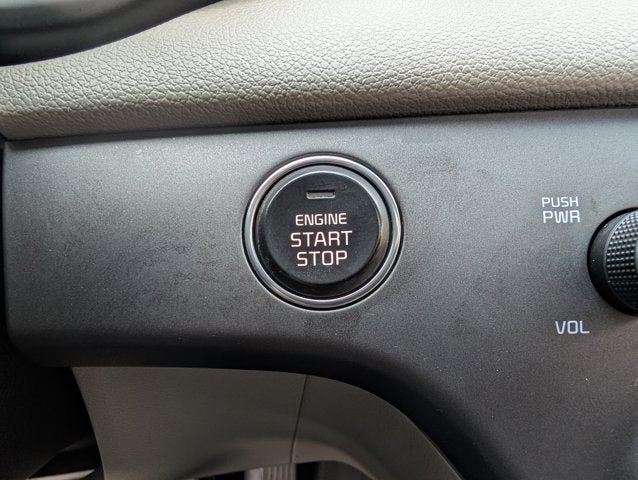 ENGINE
START
STOP
PUSH
PWR
VOL